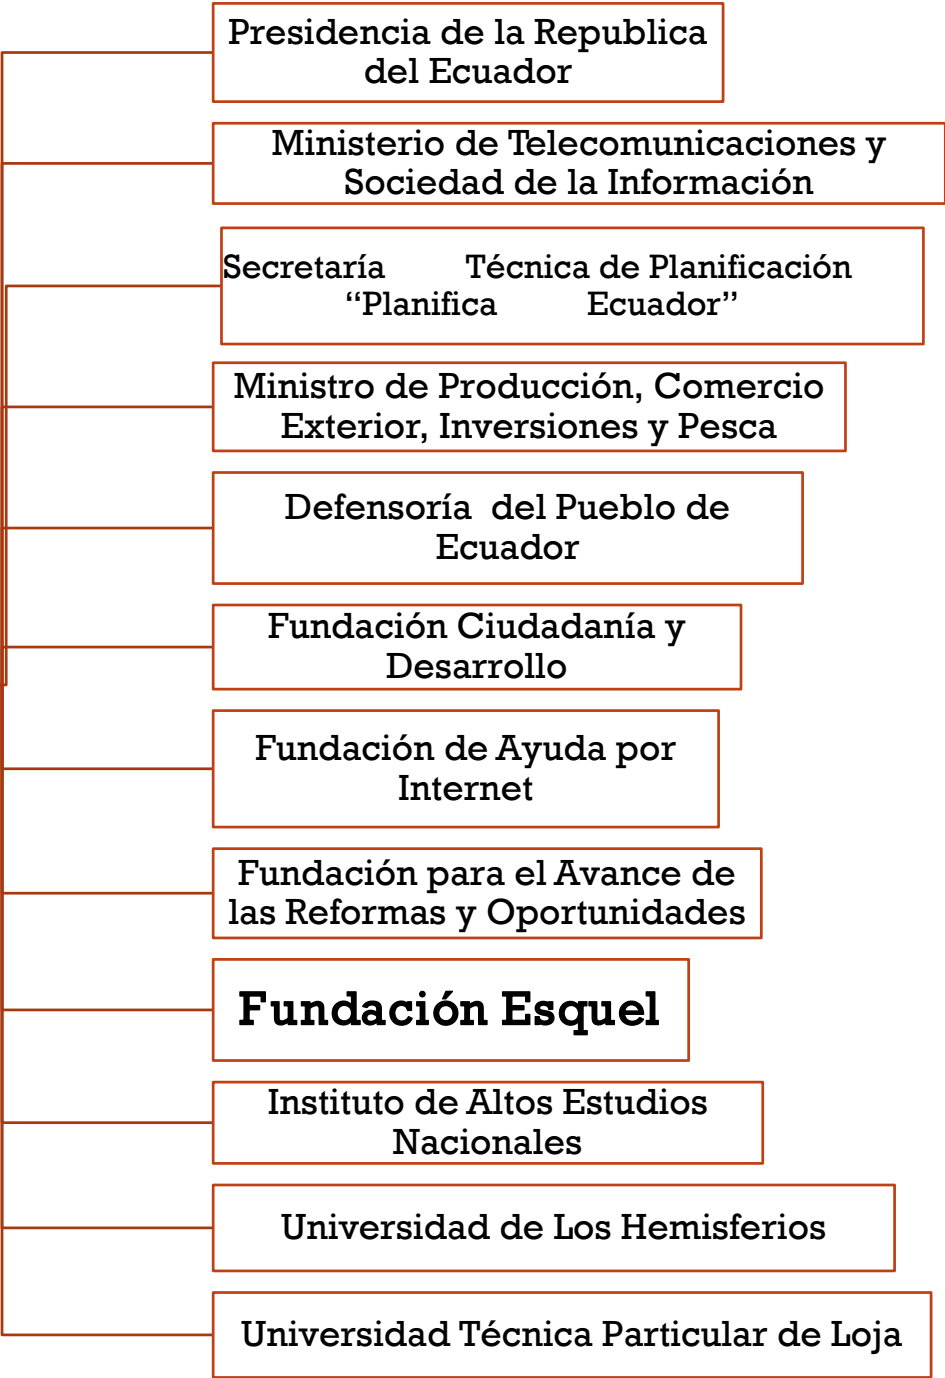 Presidencia de la Republica
del Ecuador
Ministerio de Telecomunicaciones y
Sociedad de la Información
Secretaría Técnica de Planificación
“Planifica Ecuador”
Ministro de Producción, Comercio
Exterior, Inversiones y Pesca
Defensoría del Pueblo de
Ecuador
Fundación Ciudadanía y
Desarrollo
Fundación de Ayuda por
Internet
Fundación para el Avance de
las Reformas y Oportunidades
Fundación Esquel
Instituto de Altos Estudios
Nacionales
Universidad de Los Hemisferios
Universidad Técnica Particular de Loja